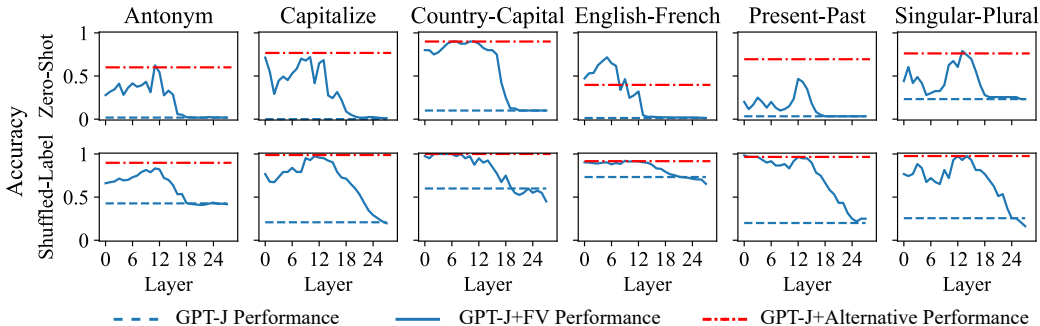 Antonym Capitalize Country-Capital English-French Present-Past Singular-Plural
Accuracy
Zero-Shot
1
0.5
0
Shuffled-Label
1
0.5
0
0 6 12 18 24 0 6 12 18 24 0 6 12 18 24 0 6 12 18 24 0 6 12 18 24 0 6 12 18 24
Layer Layer Layer Layer Layer Layer
GPT-J Performance GPT-J+FV Performance GPT-J+Alternative Performance